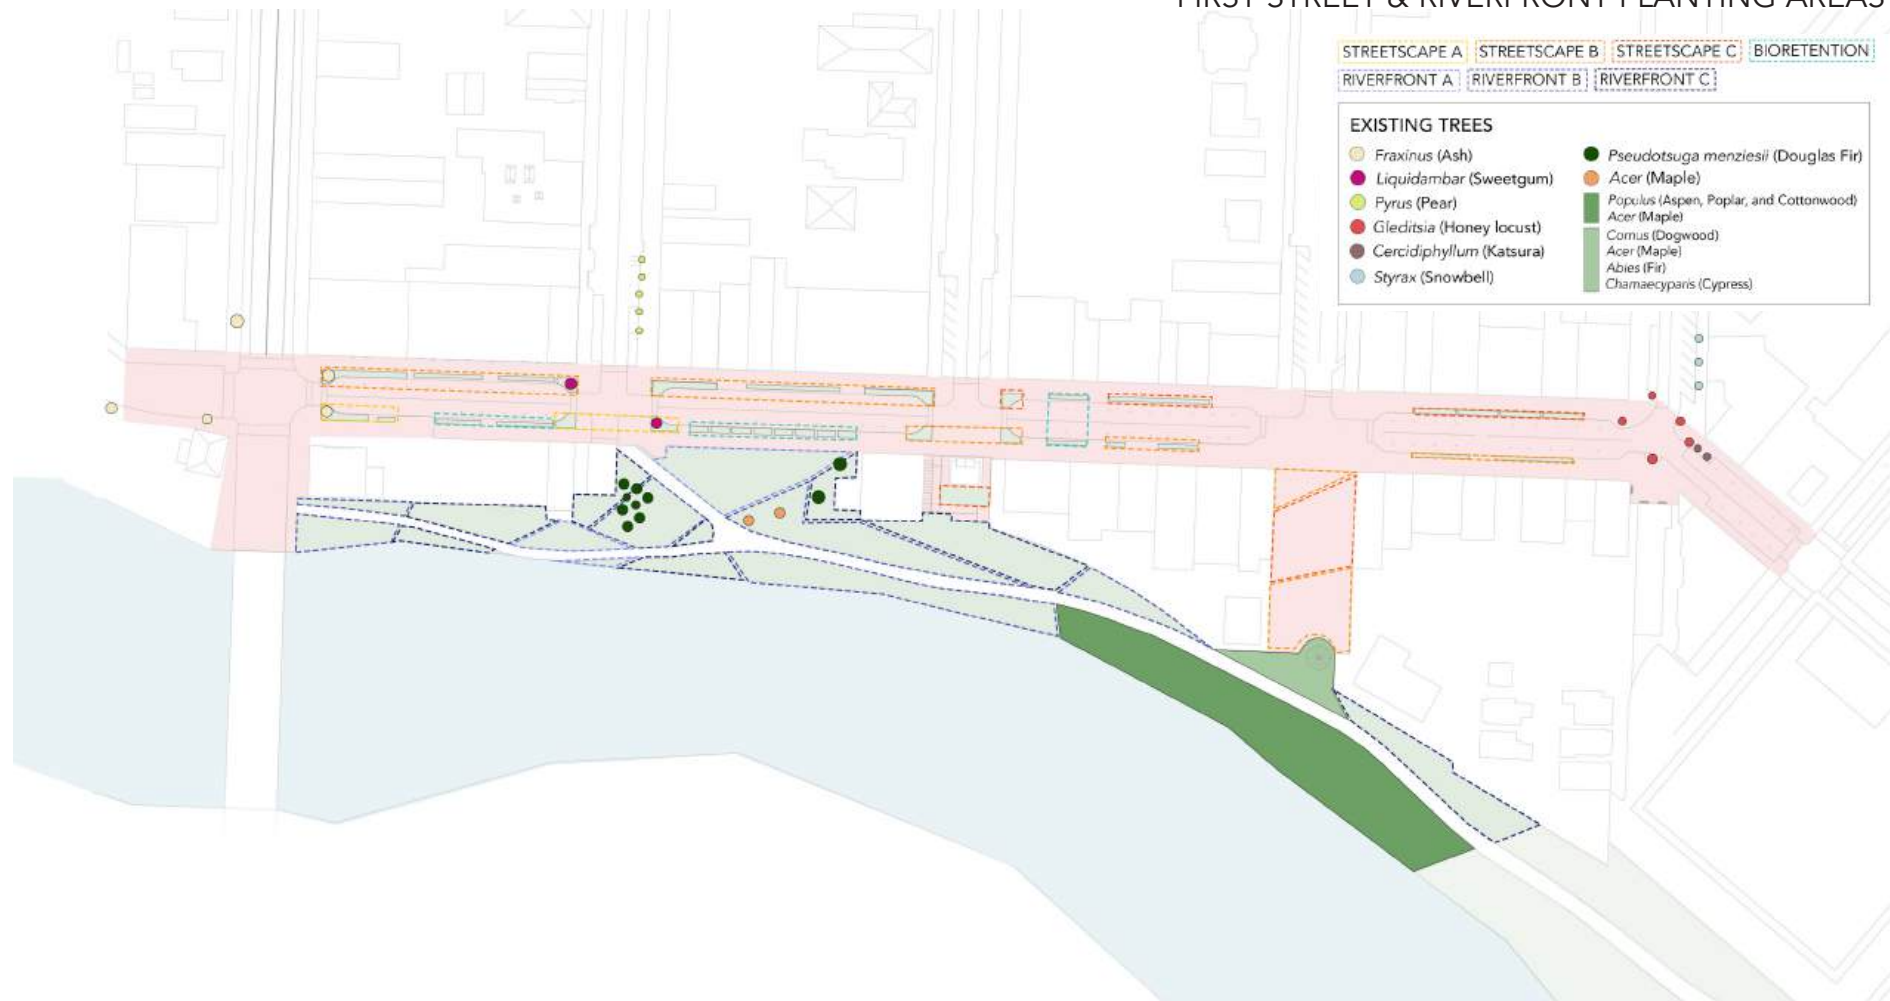 FIRST STREET & RIVERFRONT PLANTING AREAS
STREETSCAPE A STREETSCAPE B STREETSCAPE C BIORETENTION
RIVERFRONT A RIVERFRONT B RIVERFRONT C
EXISTING TREES
Fraxinus (Ash)
Liquidambar (Sweetgum)
Pyrus (Pear)
Gleditsia (Honey locust)
Cercidiphyllum (Katsura)
Styrax (Snowbell)
Pseudotsuga menziesii (Douglas Fir)
Acer (Maple)
Populus (Aspen, Poplar, and Cottonwood)
Acer (Maple)
Cornus (Dogwood)
Acer (Maple)
Abies (Fir)
Chamaecyparis (Cypress)